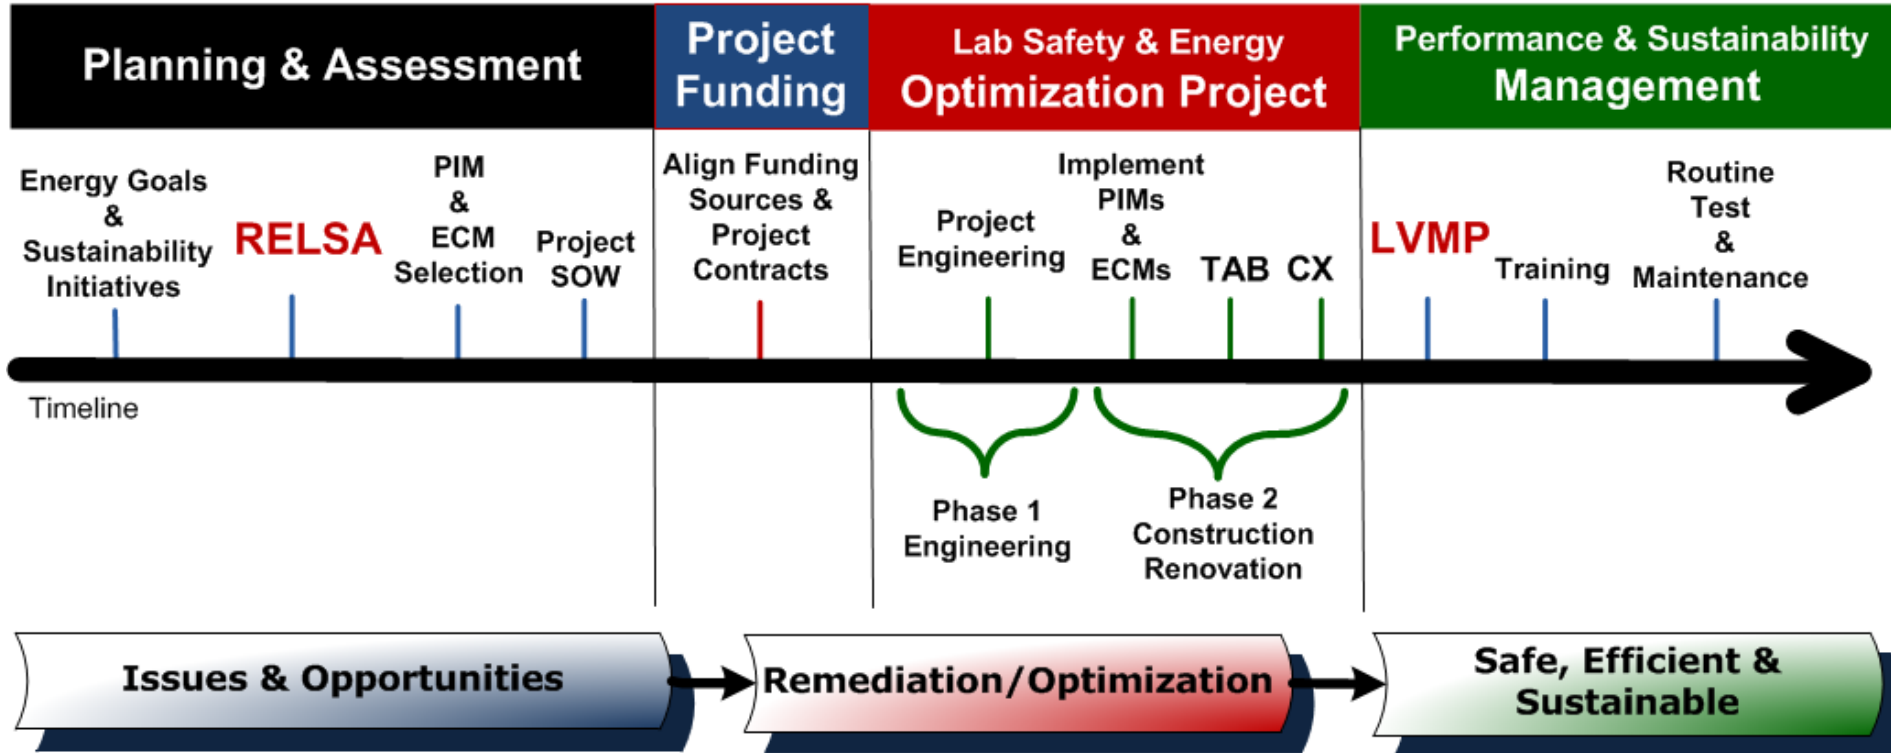 Planning & Assessment
Project
Funding
Lab Safety & Energy
Optimization Project
Performance & Sustainability
Management
Energy Goals
&
Sustainability
Initiatives
RELSA
PIM
&
ECM
Selection
Project
SOW
Align Funding
Sources &
Project
Contracts
Project
Engineering
Implement
PIMs
&
ECMs
TAB
CX
LVMP
Training
Routine
Test
&
Maintenance
Timeline
Phase 1
Engineering
Phase 2
Construction
Renovation
Issues & Opportunities
Remediation/Optimization
Safe, Efficient &
Sustainable